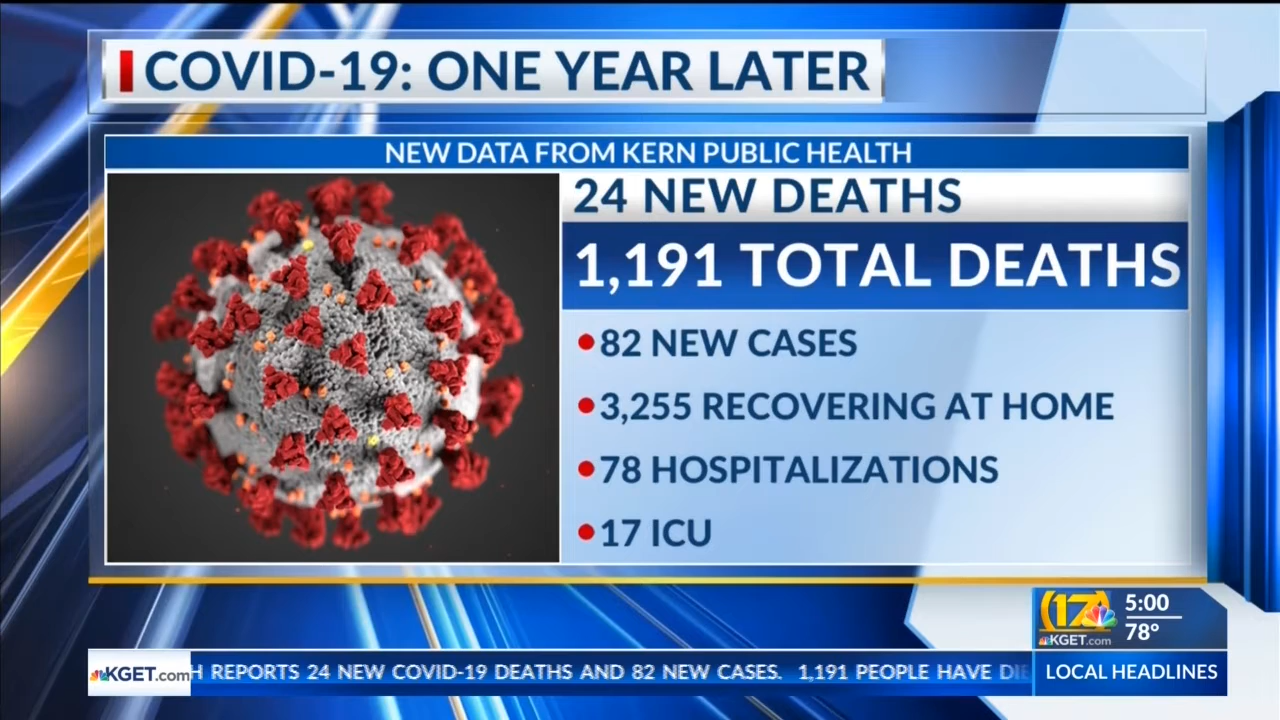 COVID-19: ONE YEAR LATER
NEW DATA FROM KERN PUBLIC HEALTH
24 NEW DEATHS
1,191 TOTAL DEATHS
• 82 NEW CASES
• 3,255 RECOVERING AT HOME
• 78 HOSPITALIZATIONS
• 17 ICU
17 5:00
KGET.com 78°
KGET.com H REPORTS 24 NEW COVID-19 DEATHS AND 82 NEW CASES. 1,191 PEOPLE HAVE DI
LOCAL HEADLINES